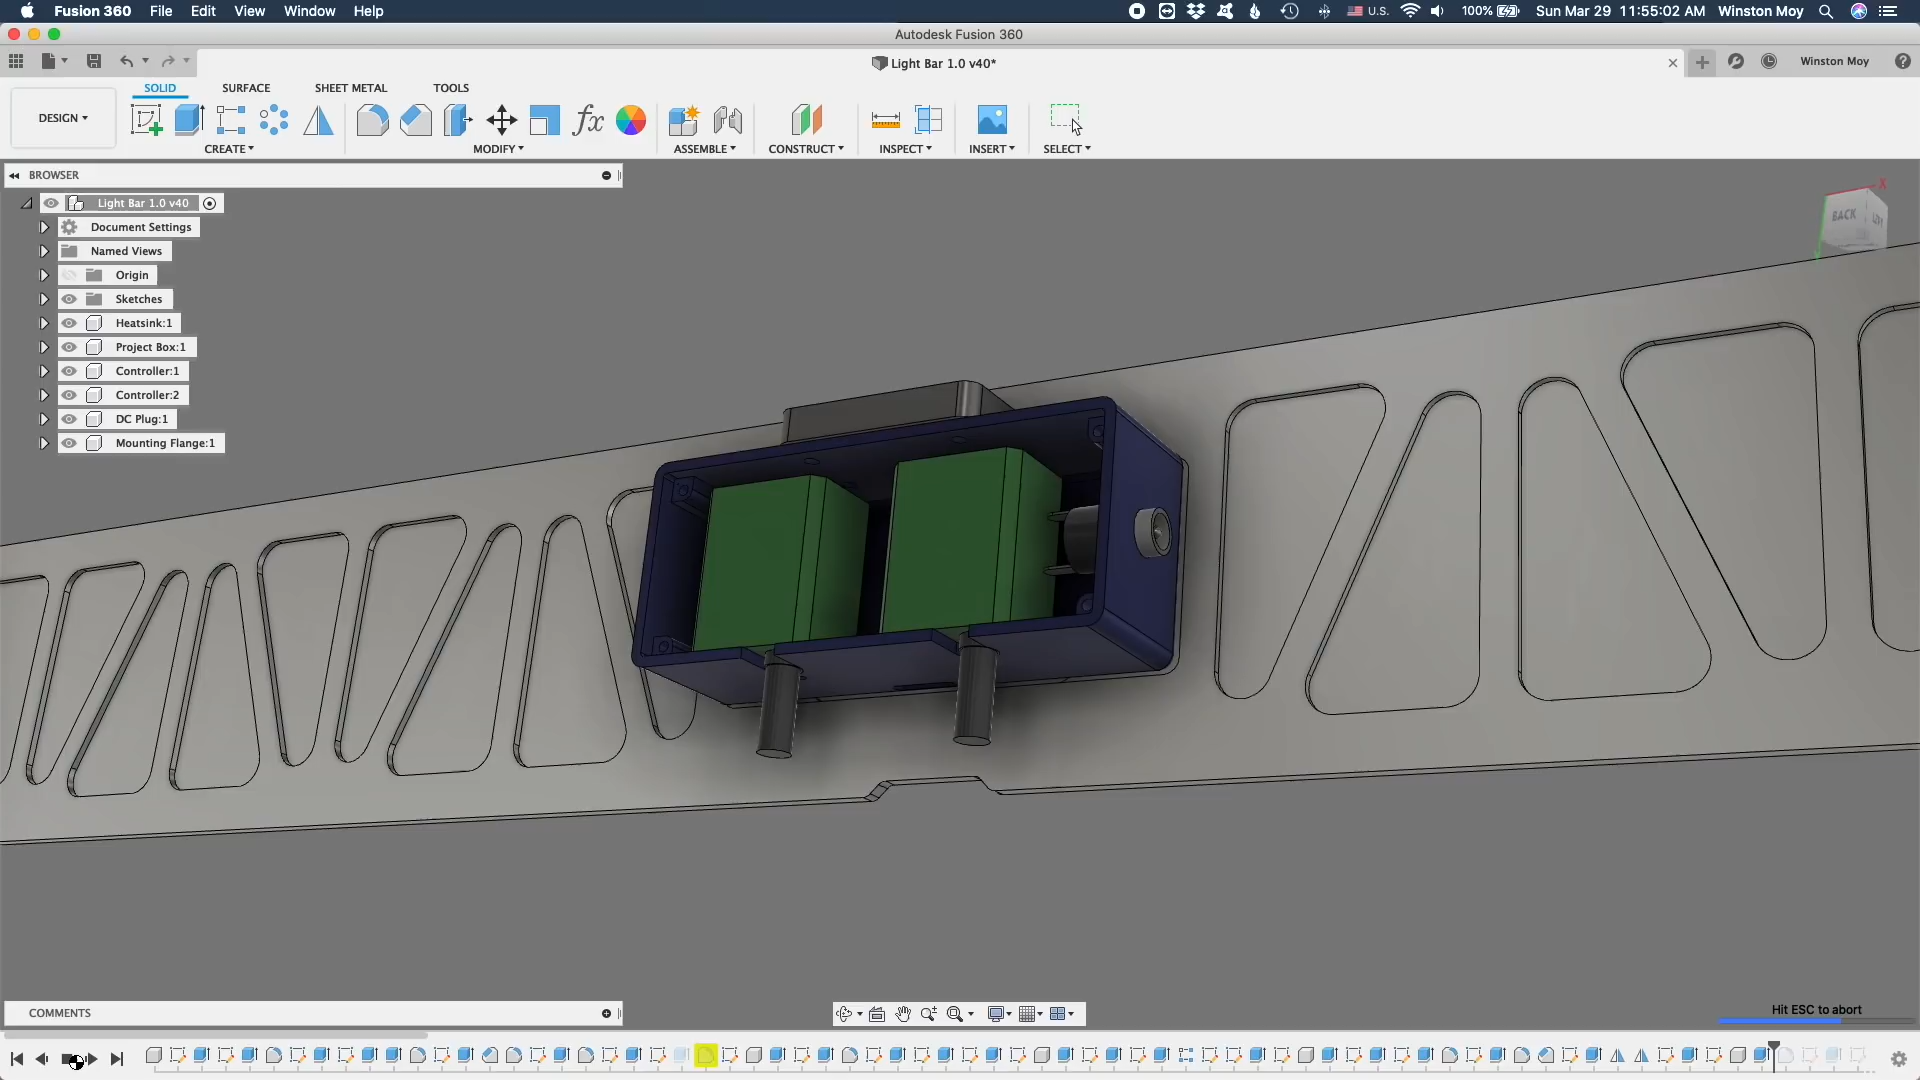 Fusion 360 File Edit View Window Help U.S. 100% Sun Mar 29 11:55:02 AM Winston Moy
Autodesk Fusion 360
Light Bar 1.0 v40*
Winston Moy
SOLID SURFACE SHEET METAL TOOLS
DESIGN
CREATE MODIFY ASSEMBLE CONSTRUCT INSPECT INSERT SELECT
BROWSER
Light Bar 1.0 v40
Document Settings
Named Views
Origin
Sketches
Heatsink:1
Project Box:1
Controller:1
Controller:2
DC Plug:1
Mounting Flange:1
X
BACK
COMMENTS
Hit ESC to abort